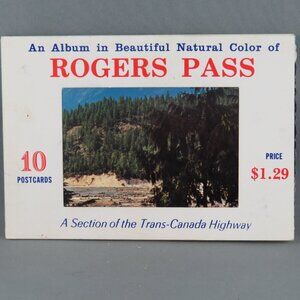 An Album in Beautiful Natural Color of
ROGERS PASS
10
POSTCARDS
PRICE
$1.29
A Section of the Trans-Canada Highway